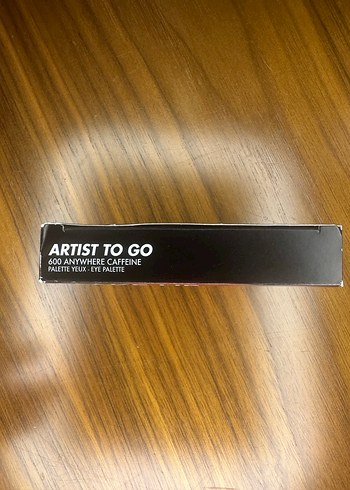 ARTIST TO GO
600 ANYWHERE CAFFEINE
PALETTE YEUX · EYE PALETTE